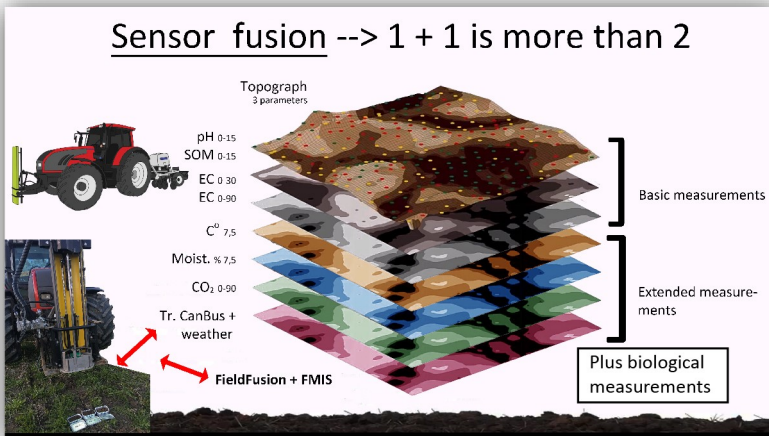 Sensor fusion --> 1 + 1 is more than 2
Topograph
3 parameters
pH 0-15
SOM 0-15
EC 0 30
EC 0-90
C° 7,5
Moist. % 7,5
CO₂ 0-90
Tr. CanBus +
weather
FieldFusion + FMIS
Basic measurements
Extended measure-
ments
Plus biological
measurements